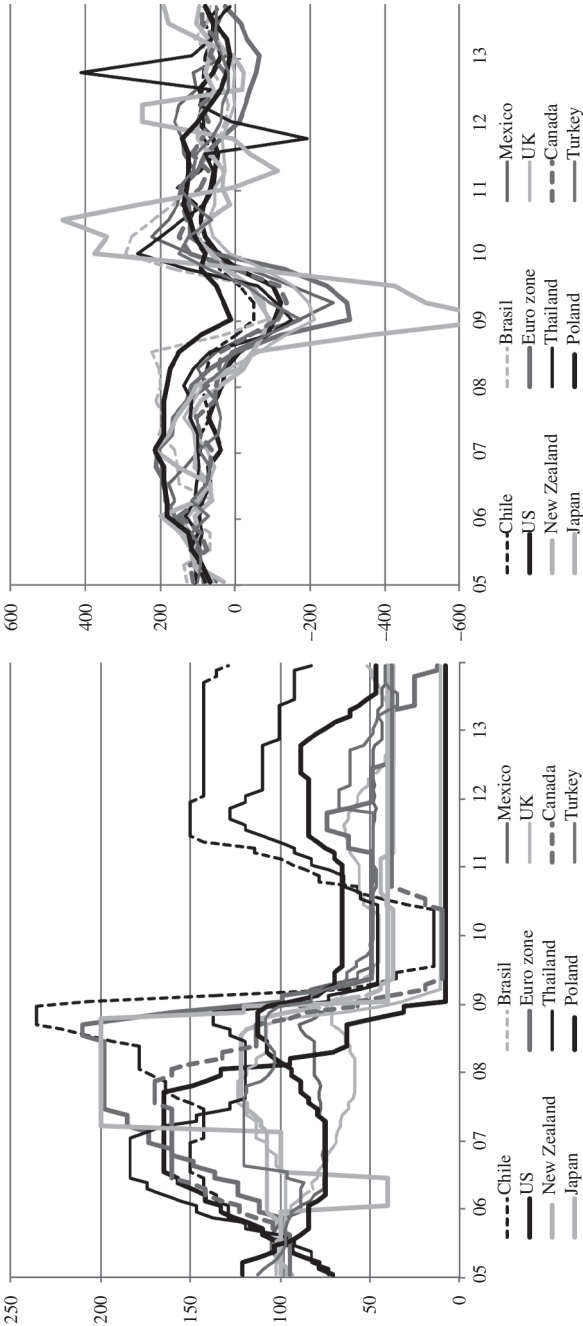 250
200
150
100
50
0
05 06 07 08 09 10 11 12 13
Chile Brasil Mexico
US Euro zone UK
New Zealand Thailand Canada
Japan Poland Turkey
600
400
200
0
−200
−400
−600
05 06 07 08 09 10 11 12 13
Chile Brasil Mexico
US Euro zone UK
New Zealand Thailand Canada
Japan Poland Turkey